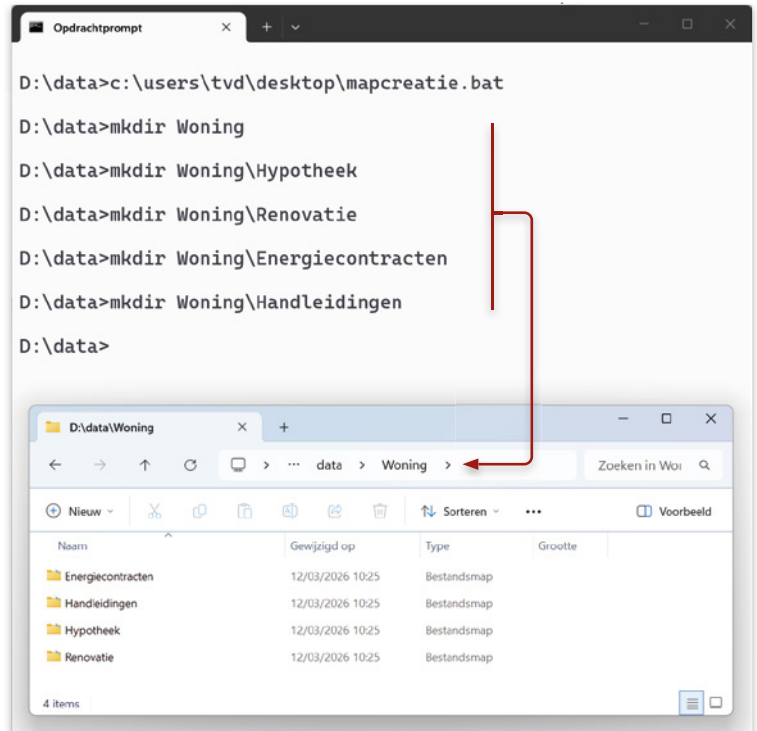 Opdrachtprompt
D:\data>c:\users\tvd\desktop\mapcreatie.bat
D:\data>mkdir Woning
D:\data>mkdir Woning\Hypotheek
D:\data>mkdir Woning\Renovatie
D:\data>mkdir Woning\Energiecontracten
D:\data>mkdir Woning\Handleidingen
D:\data>
D:\data\Woning
data > Woning >
Zoeken in Wo
Nieuw
Sorteren
Voorbeeld
Naam Gewijzigd op Type Grootte
Energiecontracten 12/03/2026 10:25 Bestandsmap
Handleidingen 12/03/2026 10:25 Bestandsmap
Hypotheek 12/03/2026 10:25 Bestandsmap
Renovatie 12/03/2026 10:25 Bestandsmap
4 items